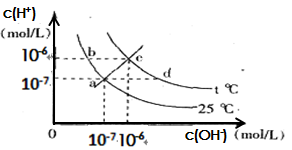 c(H⁺)
(mol/L)
10⁻⁶
b
c
10⁻⁷
a
d
t ℃
25 ℃
0
10⁻⁷ 10⁻⁶
c(OH⁻) (mol/L)